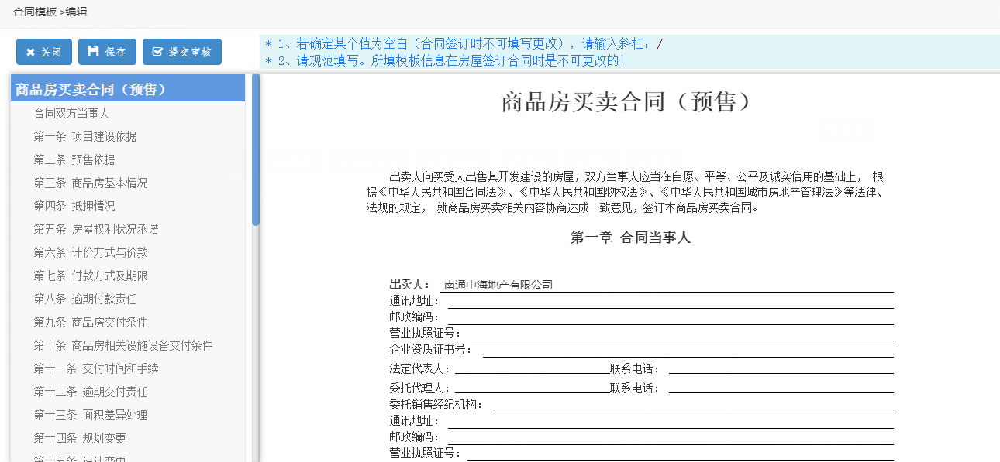 合同模板->编辑
关闭 保存 提交审核
* 1、若确定某个值为空白（合同签订时不可填写更改），请输入斜杠：/
* 2、请规范填写。所填模板信息在房屋签订合同时是不可更改的！
商品房买卖合同（预售）
合同双方当事人
第一条 项目建设依据
第二条 预售依据
第三条 商品房基本情况
第四条 抵押情况
第五条 房屋权利状况承诺
第六条 计价方式与价款
第七条 付款方式及期限
第八条 逾期付款责任
第九条 商品房交付条件
第十条 商品房相关设施设备交付条件
第十一条 交付时间和手续
第十二条 逾期交付责任
第十三条 面积差异处理
第十四条 规划变更
第十五条 设计变更
商品房买卖合同（预售）
出卖人向买受人出售其开发建设的房屋，双方当事人应当在自愿、平等、公平及诚实信用的基础上， 根
据《中华人民共和国合同法》、《中华人民共和国物权法》、《中华人民共和国城市房地产管理法》等法律、
法规的规定， 就商品房买卖相关内容协商达成一致意见，签订本商品房买卖合同。
第一章 合同当事人
出卖人： 南通中海地产有限公司
通讯地址：
邮政编码：
营业执照证号：
企业资质证书号：
法定代表人： 联系电话：
委托代理人： 联系电话：
委托销售经纪机构：
通讯地址：
邮政编码：
营业执照证号：